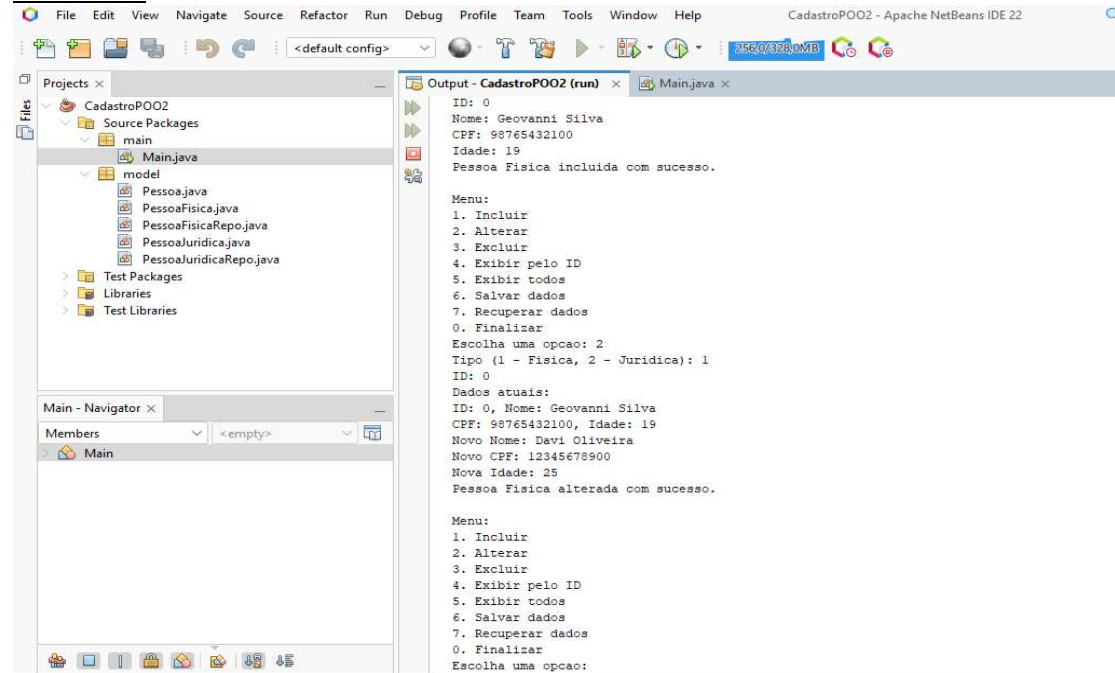 File Edit View Navigate Source Refactor Run Debug Profile Team Tools Window Help CadastroPOO2 - Apache NetBeans IDE 22
<default config> 256,0/328,0MB
Projects
Files
CadastroPOO2
Source Packages
main
Main.java
model
Pessoa.java
PessoaFisica.java
PessoaFisicaRepo.java
PessoaJuridica.java
PessoaJuridicaRepo.java
Test Packages
Libraries
Test Libraries
Main - Navigator
Members <empty>
Main
Output - CadastroPOO2 (run) Main.java
ID: 0
Nome: Geovanni Silva
CPF: 98765432100
Idade: 19
Pessoa Fisica incluida com sucesso.
Menu:
1. Incluir
2. Alterar
3. Excluir
4. Exibir pelo ID
5. Exibir todos
6. Salvar dados
7. Recuperar dados
0. Finalizar
Escolha uma opcao: 2
Tipo (1 - Fisica, 2 - Juridica): 1
ID: 0
Dados atuais:
ID: 0, Nome: Geovanni Silva
CPF: 98765432100, Idade: 19
Novo Nome: Davi Oliveira
Novo CPF: 12345678900
Nova Idade: 25
Pessoa Fisica alterada com sucesso.
Menu:
1. Incluir
2. Alterar
3. Excluir
4. Exibir pelo ID
5. Exibir todos
6. Salvar dados
7. Recuperar dados
0. Finalizar
Escolha uma opcao: